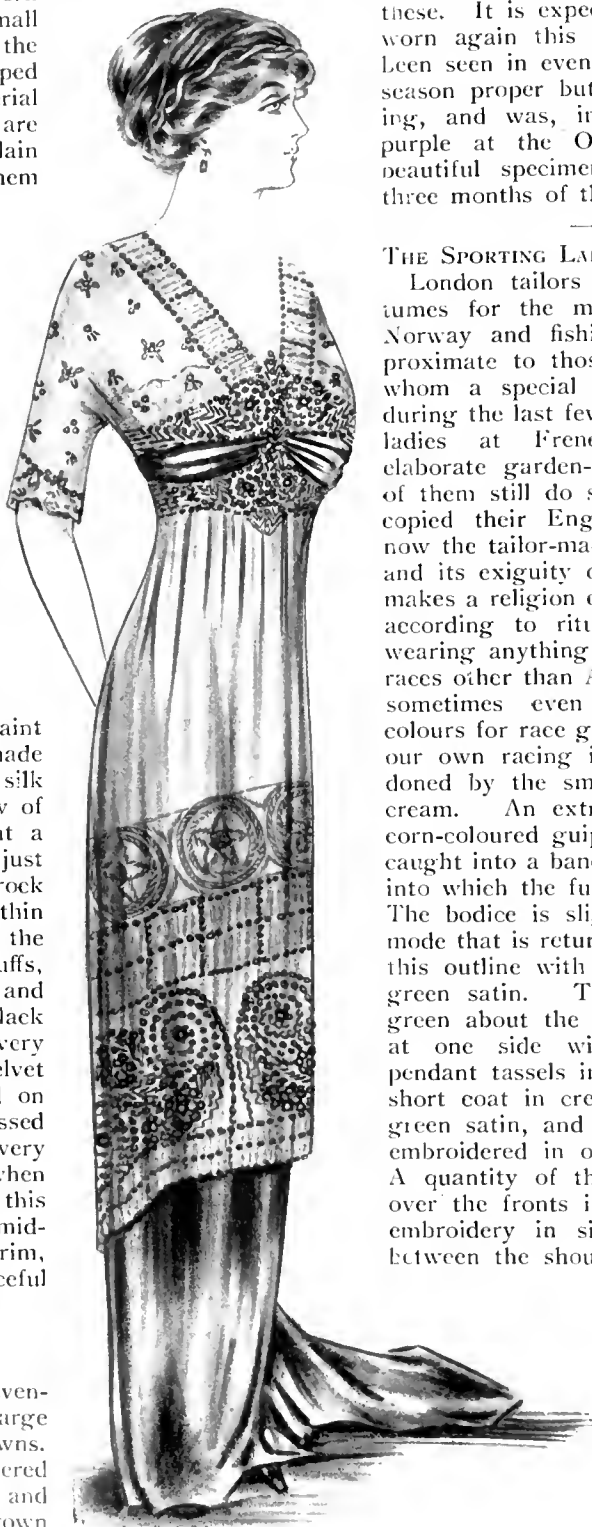 nall
the
ped
rial
are
lain
hem
aint
nade
silk
v of
at a
just
rock
thin
the
uffs,
and
lack
very
elvet
on
ssed
very
vhen
this
mid-
rim,
ceful
ven-
arge
wns.
ered
and
own
these. It is expe
worn again this
been seen in even
season proper but
ing, and was, in
purple at the O
beautiful specime
three months of th
THE SPORTING LA
London tailors
tumes for the m
Norway and fishi
proximate to thos
whom a special
during the last few
ladies at Frenc
elaborate garden-
of them still do s
copied their Eng
now the tailor-ma
and its exiguity o
makes a religion o
according to ritu
wearing anything
races other than A
sometimes even
colours for race g
our own racing i
doned by the sm
cream. An extr
corn-coloured guip
caught into a band
into which the fu
The bodice is slig
mode that is retur
this outline with
green satin. T
green about the
at one side wi
pendant tassels in
short coat in cre
green satin, and
embroidered in o
A quantity of th
over the fronts i
embroidery in si
between the shou